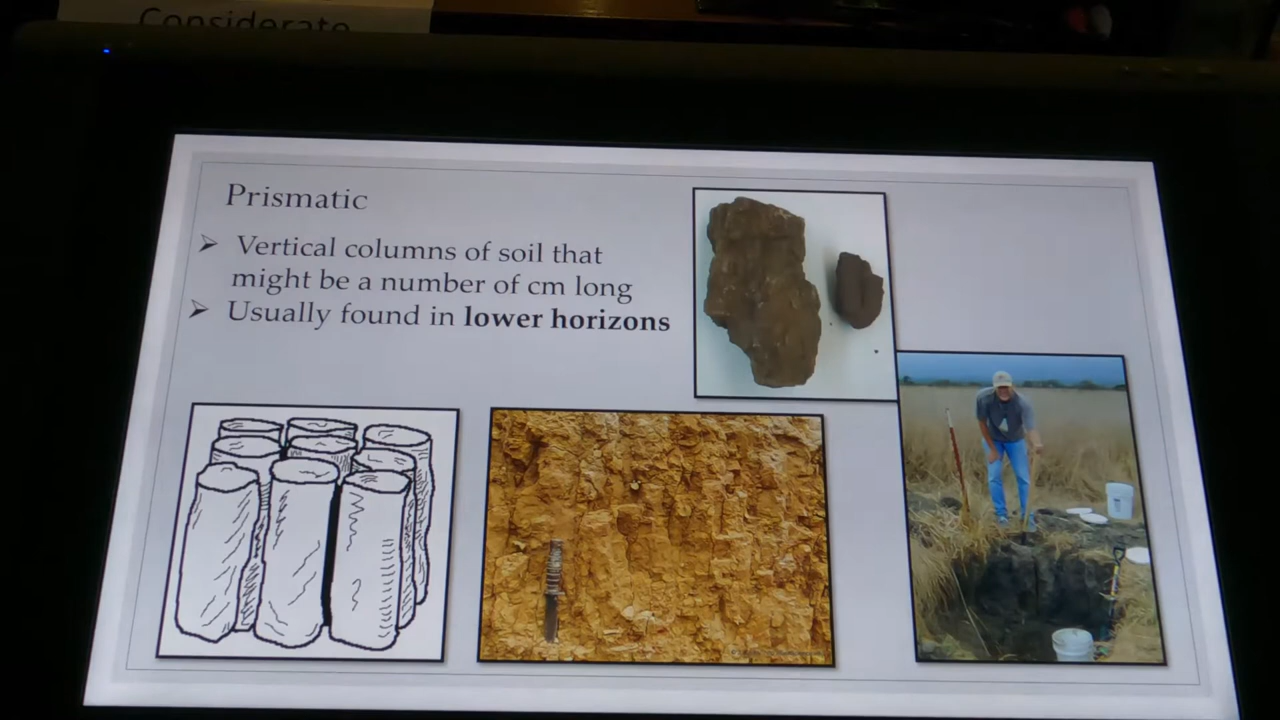 Considerate
Prismatic
➢ Vertical columns of soil that
might be a number of cm long
➢ Usually found in lower horizons